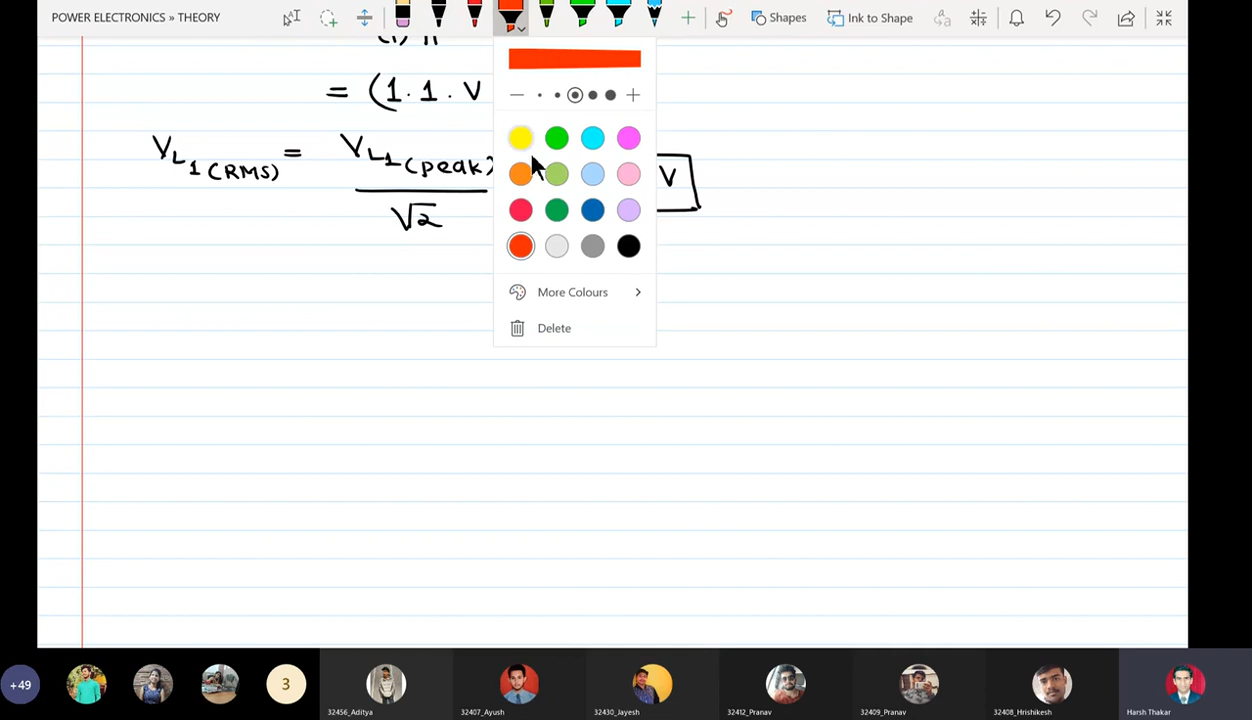 POWER ELECTRONICS » THEORY
Shapes
Ink to Shape
= (1.1.V
VL1(RMS) = VL1(peak)
√2
V
More Colours
Delete
+49
3
32456_Aditya
32407_Ayush
32430_Jayesh
32412_Pranav
32409_Pranav
32408_Hrishikesh
Harsh Thakar